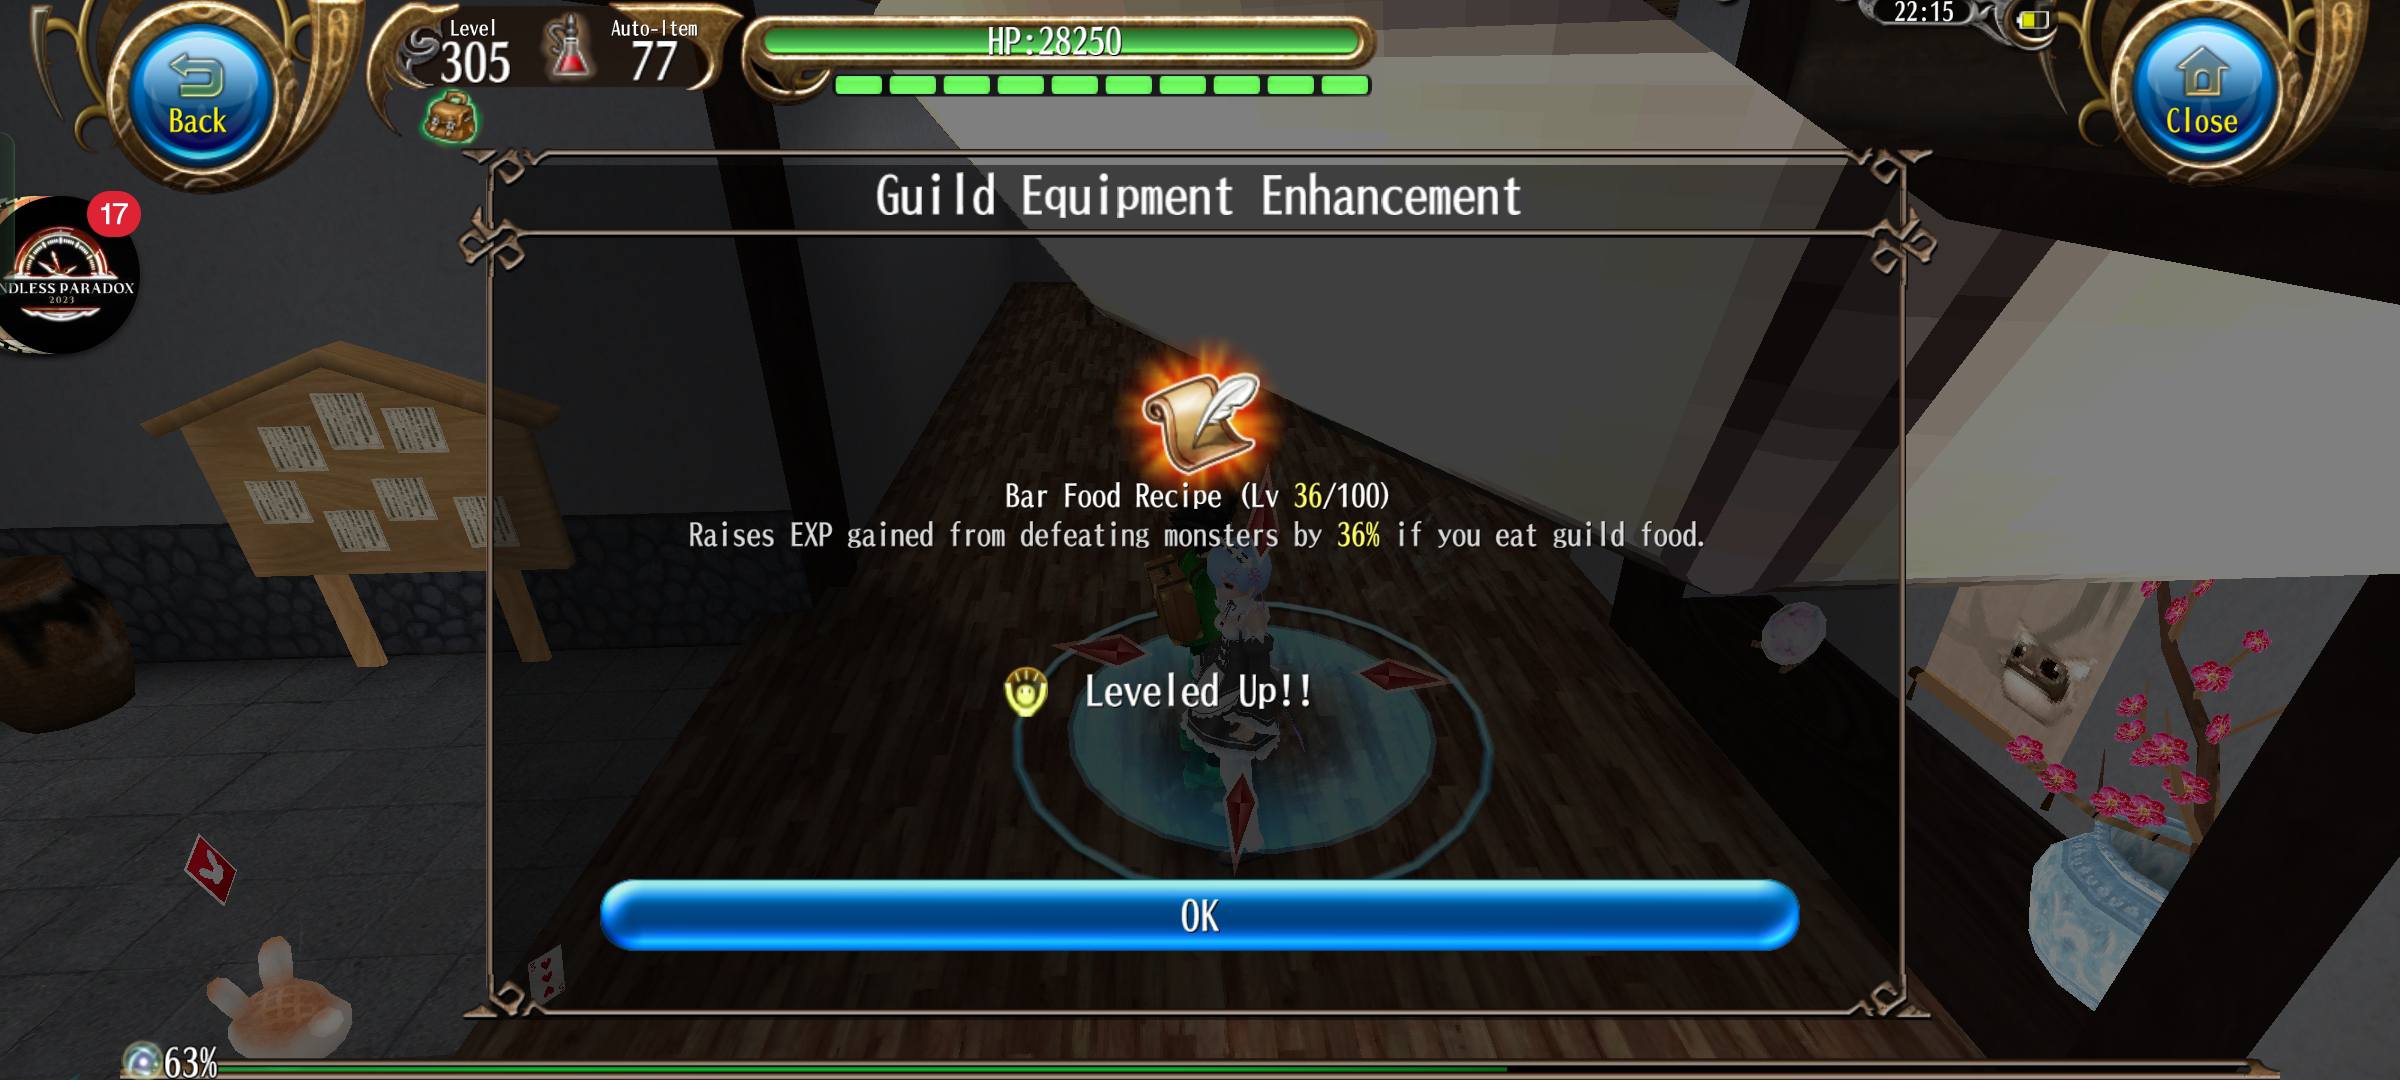 Level
305
Auto-Item
77
HP:28250
22:15
Back
Close
17
NDLESS PARADOX
2023
Guild Equipment Enhancement
Bar Food Recipe (Lv 36/100)
Raises EXP gained from defeating monsters by 36% if you eat guild food.
Leveled Up!!
OK
63%